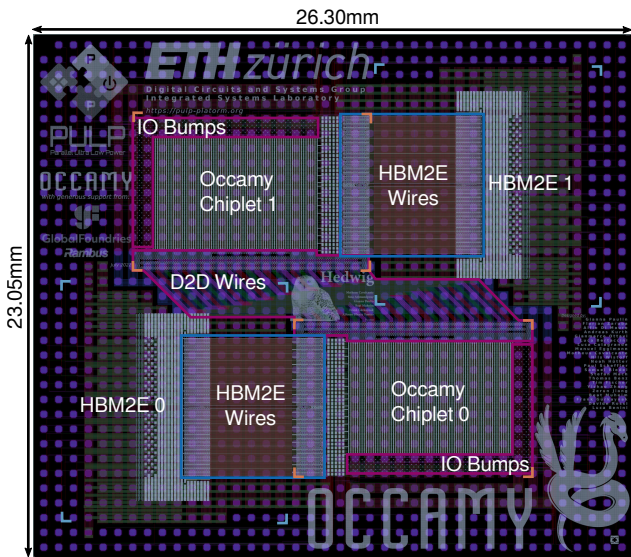 26.30mm
23.05mm
P
P
ETH zürich
Digital Circuits and Systems Group
Integrated Systems Laboratory
https://pulp-platform.org
PULP
Parallel Ultra Low Power
OCCAMY
with generous support from:
GlobalFoundries
Rambus
IO Bumps
Occamy
Chiplet 1
HBM2E
Wires
HBM2E 1
D2D Wires
Hedwig
HBM2E 0
HBM2E
Wires
Occamy
Chiplet 0
IO Bumps
OCCAMY